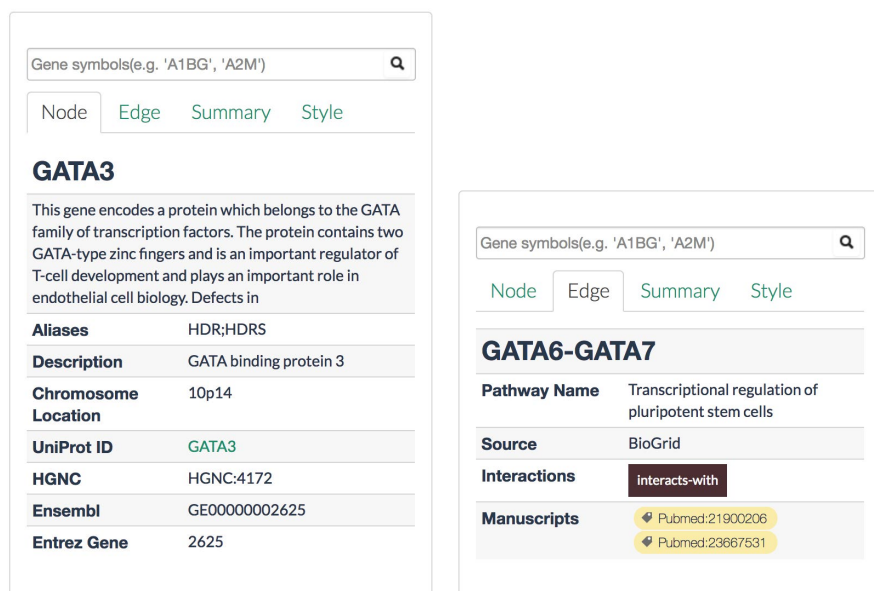 Gene symbols(e.g. 'A1BG', 'A2M')
Node Edge Summary Style
GATA3
This gene encodes a protein which belongs to the GATA
family of transcription factors. The protein contains two
GATA-type zinc fingers and is an important regulator of
T-cell development and plays an important role in
endothelial cell biology. Defects in
Aliases HDR;HDRS
Description GATA binding protein 3
Chromosome 10p14
Location
UniProt ID GATA3
HGNC HGNC:4172
Ensembl GE00000002625
Entrez Gene 2625
Gene symbols(e.g. 'A1BG', 'A2M')
Node Edge Summary Style
GATA6-GATA7
Pathway Name Transcriptional regulation of
pluripotent stem cells
Source BioGrid
Interactions interacts-with
Manuscripts Pubmed:21900206
Pubmed:23667531